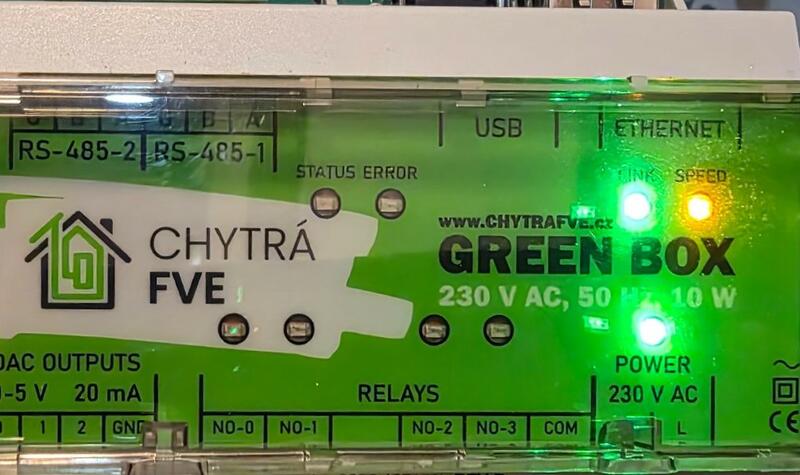 G B A G B A
RS-485-2 RS-485-1
USB
ETHERNET
STATUS ERROR
LINK SPEED
CHYTRÁ
FVE
www.CHYTRAFVE.cz
GREEN BOX
230 V AC, 50 Hz, 10 W
DAC OUTPUTS
0-5 V 20 mA
0 1 2 GND
RELAYS
NO-0 NO-1 NO-2 NO-3 COM
POWER
230 V AC
L
CE